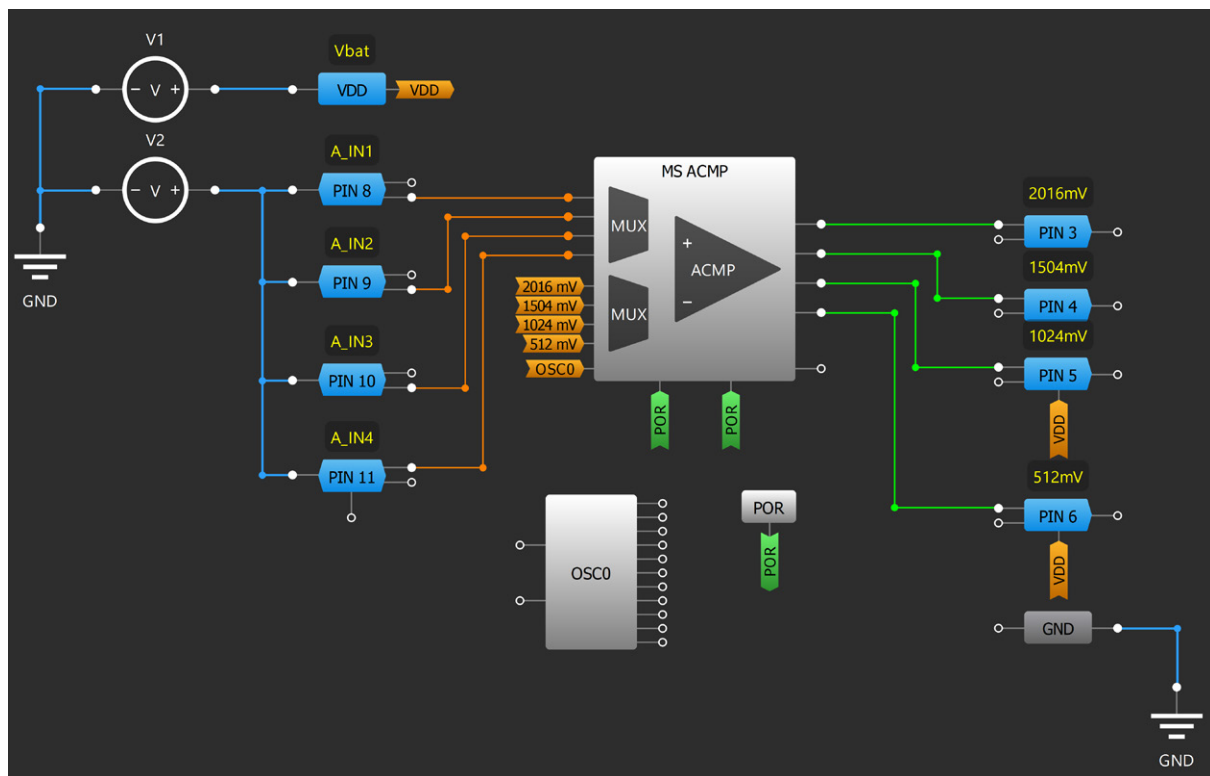 V1
Vbat
− V +
VDD
VDD
V2
A_IN1
− V +
PIN 8
A_IN2
PIN 9
A_IN3
PIN 10
A_IN4
PIN 11
GND
MS ACMP
MUX
+
ACMP
−
MUX
2016 mV
1504 mV
1024 mV
512 mV
OSC0
POR
POR
OSC0
POR
POR
2016mV
PIN 3
1504mV
PIN 4
1024mV
PIN 5
VDD
512mV
PIN 6
VDD
GND
GND